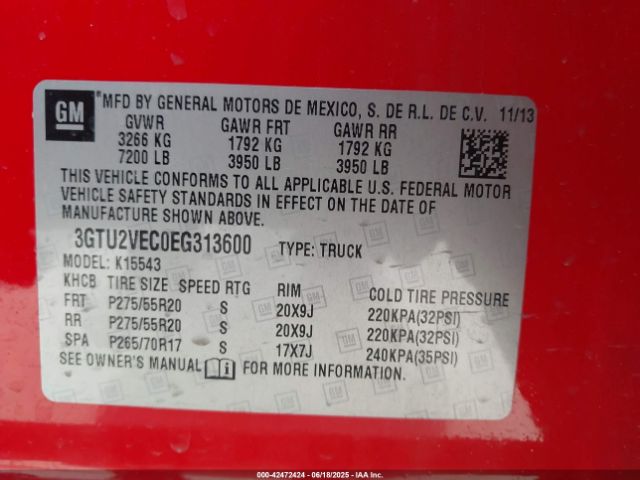 GM
MFD BY GENERAL MOTORS DE MEXICO, S. DE R.L. DE C.V. 11/13
GVWR GAWR FRT GAWR RR
3266 KG 1792 KG 1792 KG
7200 LB 3950 LB 3950 LB
THIS VEHICLE CONFORMS TO ALL APPLICABLE U.S. FEDERAL MOTOR
VEHICLE SAFETY STANDARDS IN EFFECT ON THE DATE OF
MANUFACTURE SHOWN ABOVE.
3GTU2VEC0EG313600 TYPE: TRUCK
MODEL: K15543
KHCB TIRE SIZE SPEED RTG RIM COLD TIRE PRESSURE
FRT P275/55R20 S 20X9J 220KPA(32PSI)
RR P275/55R20 S 20X9J 220KPA(32PSI)
SPA P265/70R17 S 17X7J 240KPA(35PSI)
SEE OWNER'S MANUAL FOR MORE INFORMATION.
000-42472424 - 06/18/2025 - IAAI.com